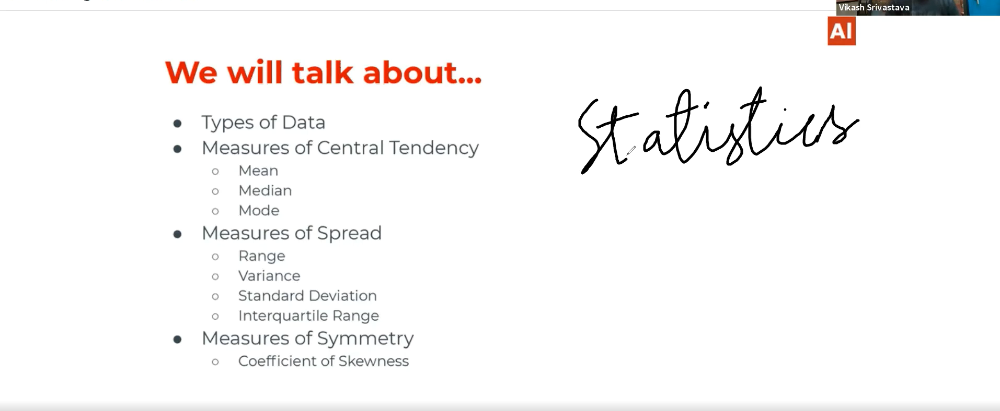 Vikash Srivastava
AI
We will talk about...
Statistics
● Types of Data
● Measures of Central Tendency
○ Mean
○ Median
○ Mode
● Measures of Spread
○ Range
○ Variance
○ Standard Deviation
○ Interquartile Range
● Measures of Symmetry
○ Coefficient of Skewness